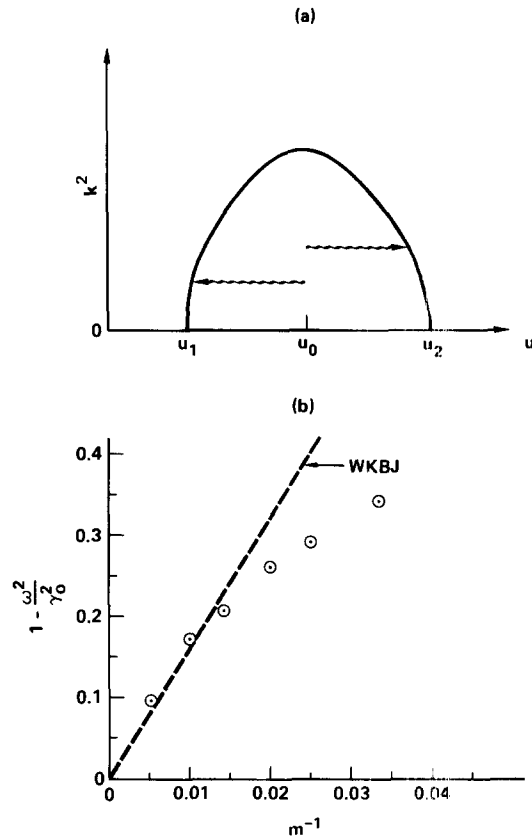 (a)
k²
0
u₁
u₀
u₂
u
(b)
0.4
WKBJ
0.3
1 - ω²/γ₀²
0.2
0.1
0
0
0.01
0.02
0.03
0.04
m⁻¹